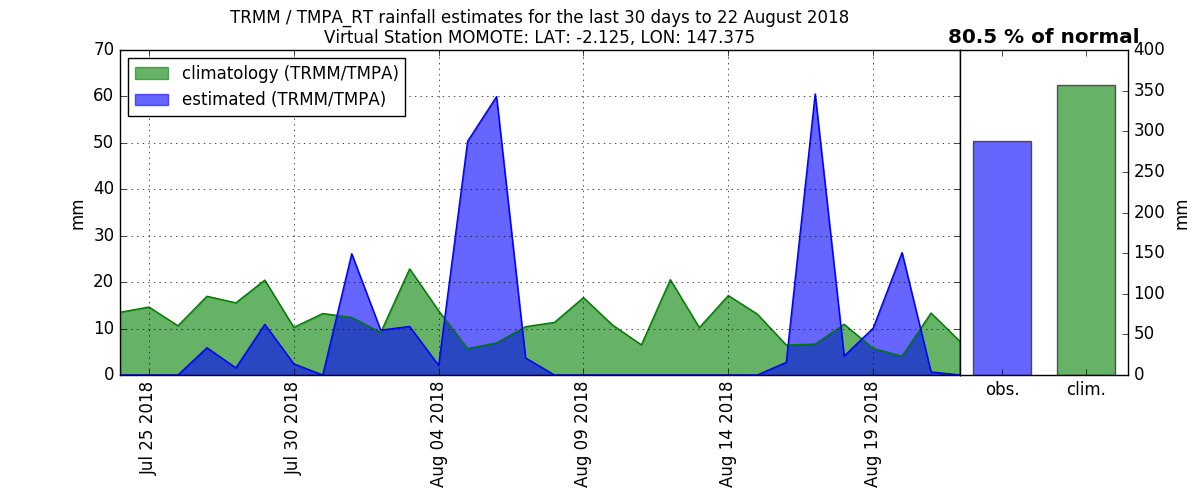 TRMM / TMPA_RT rainfall estimates for the last 30 days to 22 August 2018
Virtual Station MOMOTE: LAT: -2.125, LON: 147.375
80.5 % of normal
climatology (TRMM/TMPA)
estimated (TRMM/TMPA)
70
60
50
40
30
20
10
0
mm
Jul 25 2018
Jul 30 2018
Aug 04 2018
Aug 09 2018
Aug 14 2018
Aug 19 2018
obs.
clim.
400
350
300
250
200
150
100
50
0
mm